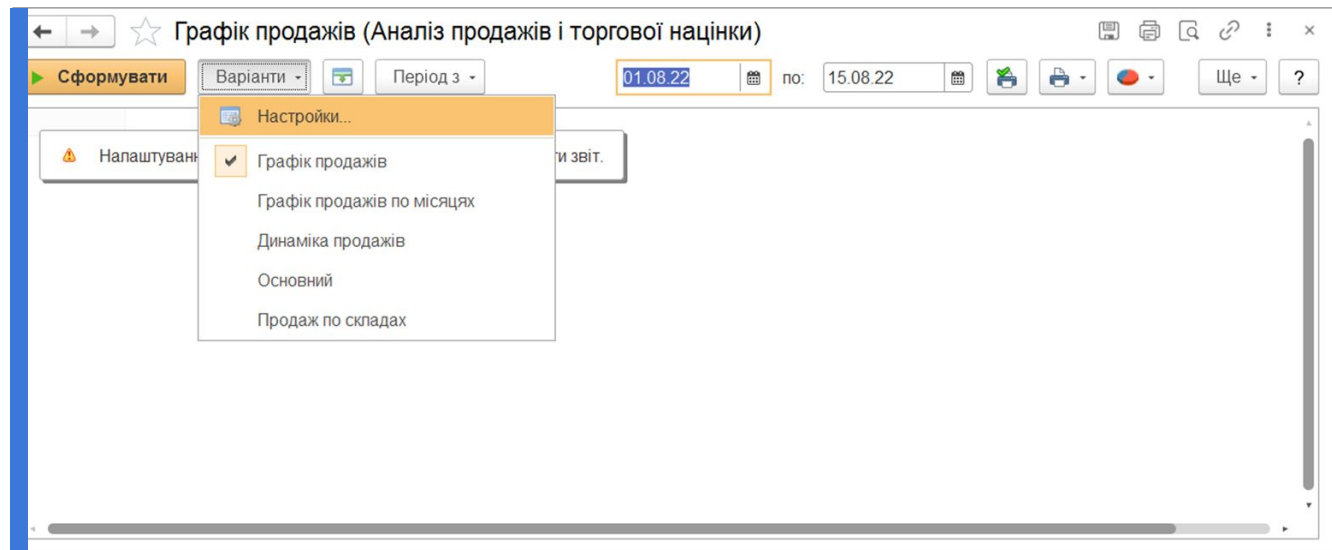 Графік продажів (Аналіз продажів і торгової націнки)
Сформувати Варіанти Період з 01.08.22 по: 15.08.22 Ще ?
Настройки...
Налаштуванн и звіт.
Графік продажів
Графік продажів по місяцях
Динаміка продажів
Основний
Продаж по складах